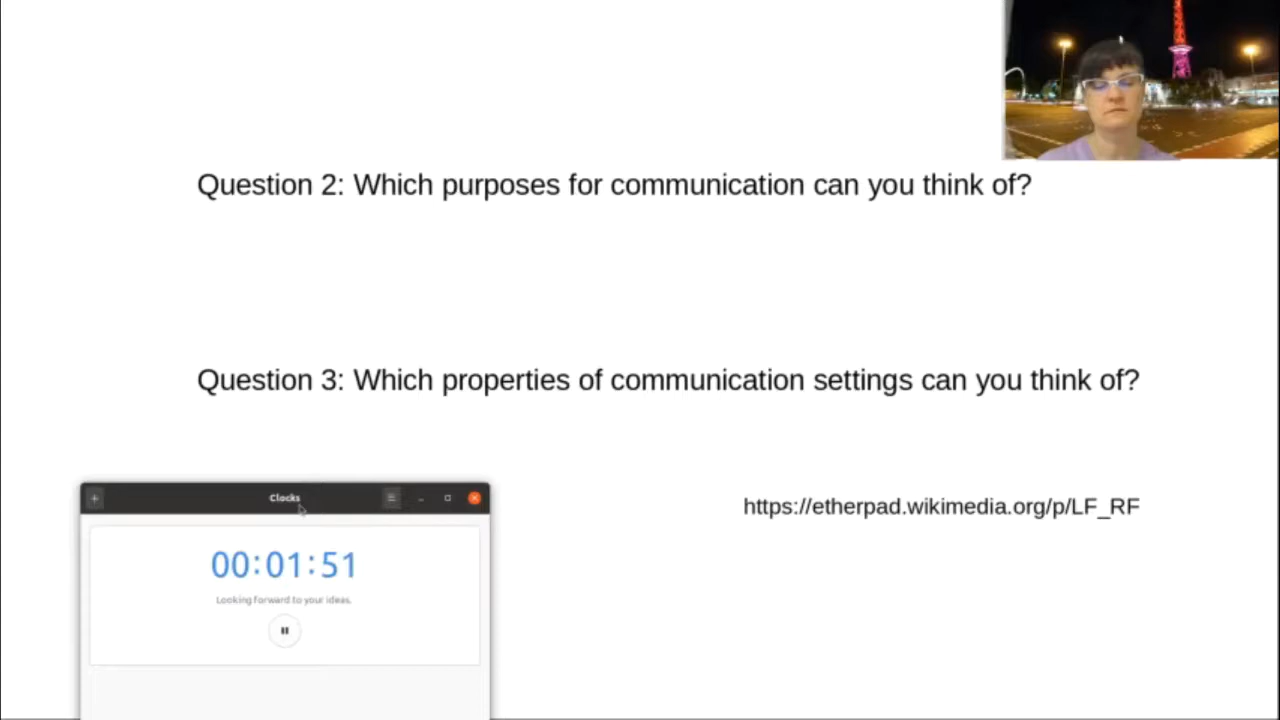 Question 2: Which purposes for communication can you think of?
Question 3: Which properties of communication settings can you think of?
https://etherpad.wikimedia.org/p/LF_RF
Clocks
00:01:51
Looking forward to your ideas.